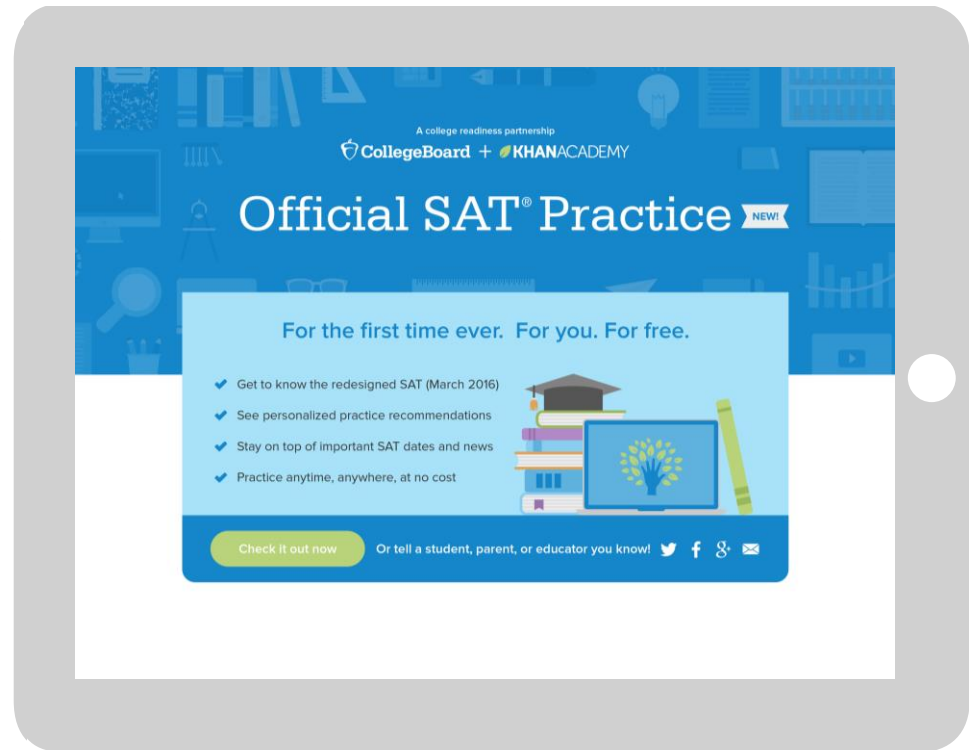 A college readiness partnership
CollegeBoard + KHANACADEMY
Official SAT® Practice NEW!
For the first time ever. For you. For free.
Get to know the redesigned SAT (March 2016)
See personalized practice recommendations
Stay on top of important SAT dates and news
Practice anytime, anywhere, at no cost
Check it out now Or tell a student, parent, or educator you know!